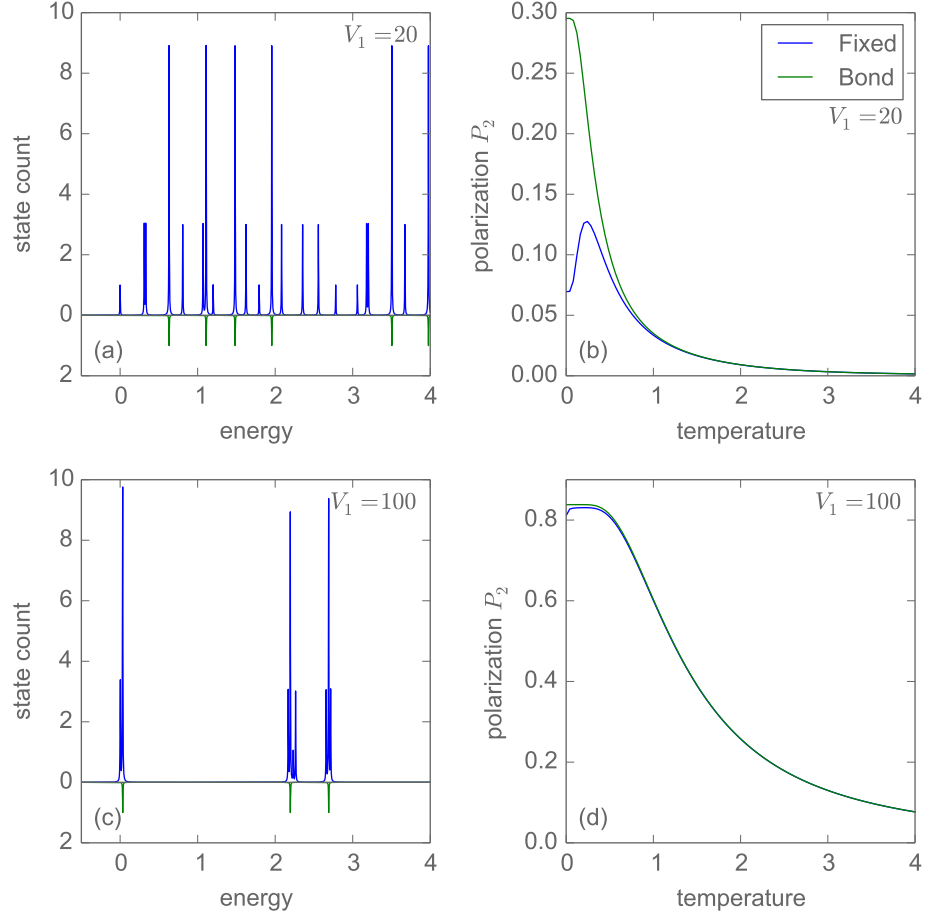 10
8
6
4
2
0
2
state count
V₁ = 20
(a)
0 1 2 3 4
energy
0.30
0.25
0.20
0.15
0.10
0.05
0.00
polarization P₂
Fixed
Bond
V₁ = 20
(b)
0 1 2 3 4
temperature
10
8
6
4
2
0
2
state count
V₁ = 100
(c)
0 1 2 3 4
energy
0.8
0.6
0.4
0.2
0.0
polarization P₂
V₁ = 100
(d)
0 1 2 3 4
temperature